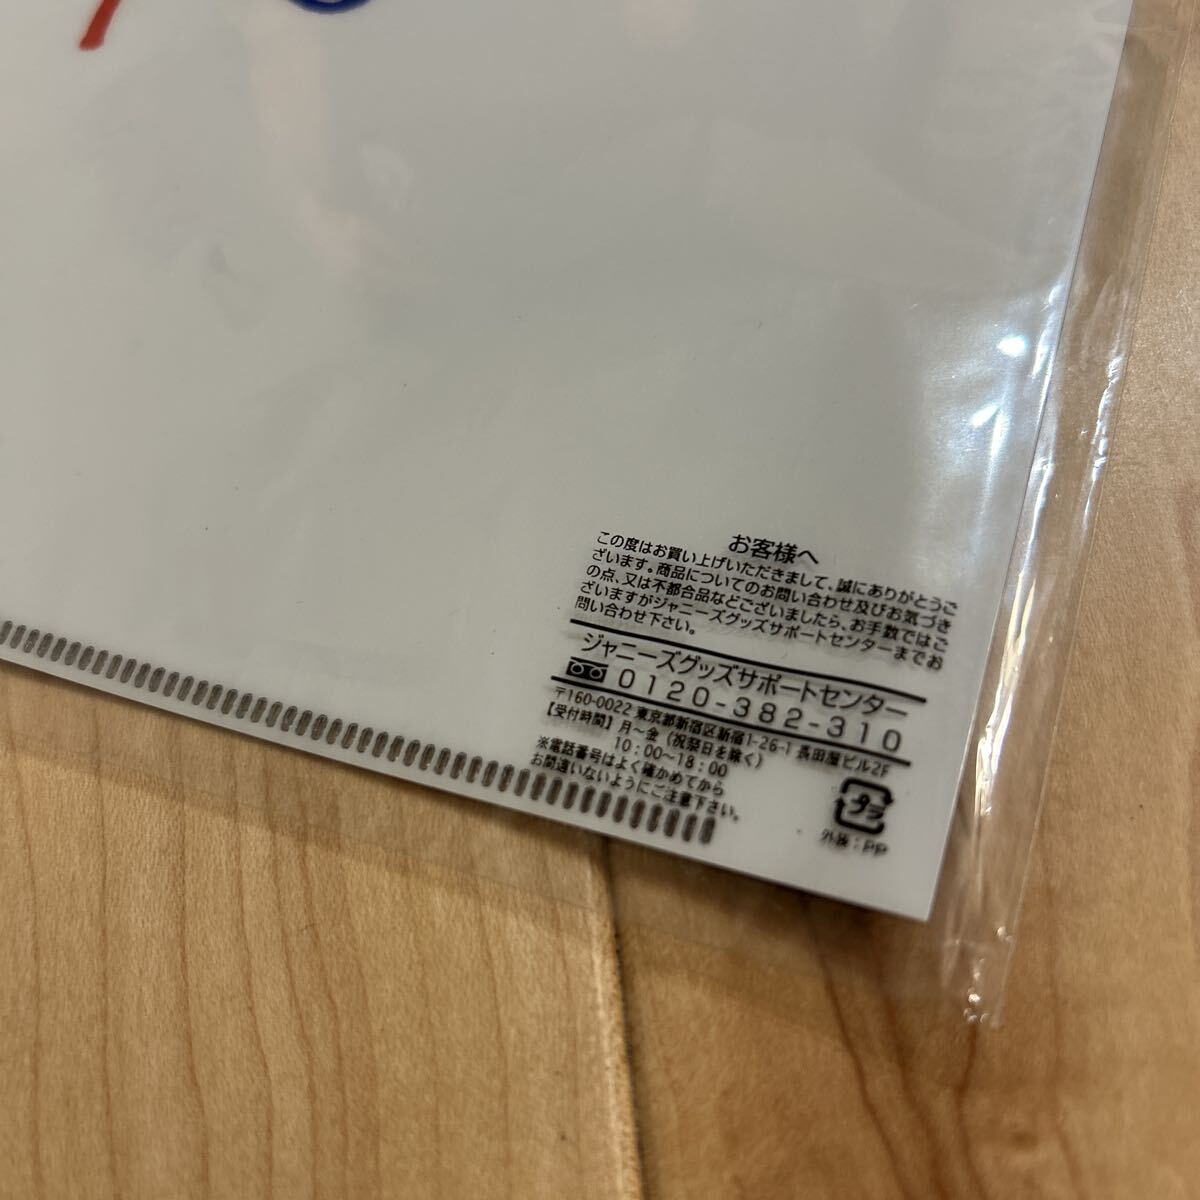 お客様へ
この度はお買い上げいただきまして、誠にありがとうご
ざいます。商品についてのお問い合わせ及びお気づき
の点、又は不都合品などございましたら、お手数ではご
ざいますがジャニーズグッズサポートセンターまでお
問い合わせ下さい。
ジャニーズグッズサポートセンター
0120-382-310
〒160-0022 東京都新宿区新宿1-26-1 長田屋ビル2F
【受付時間】月～金（祝祭日を除く）
10：00～18：00
※電話番号はよく確かめてから
お間違いないようにご注意下さい。
プラ
外装：PP